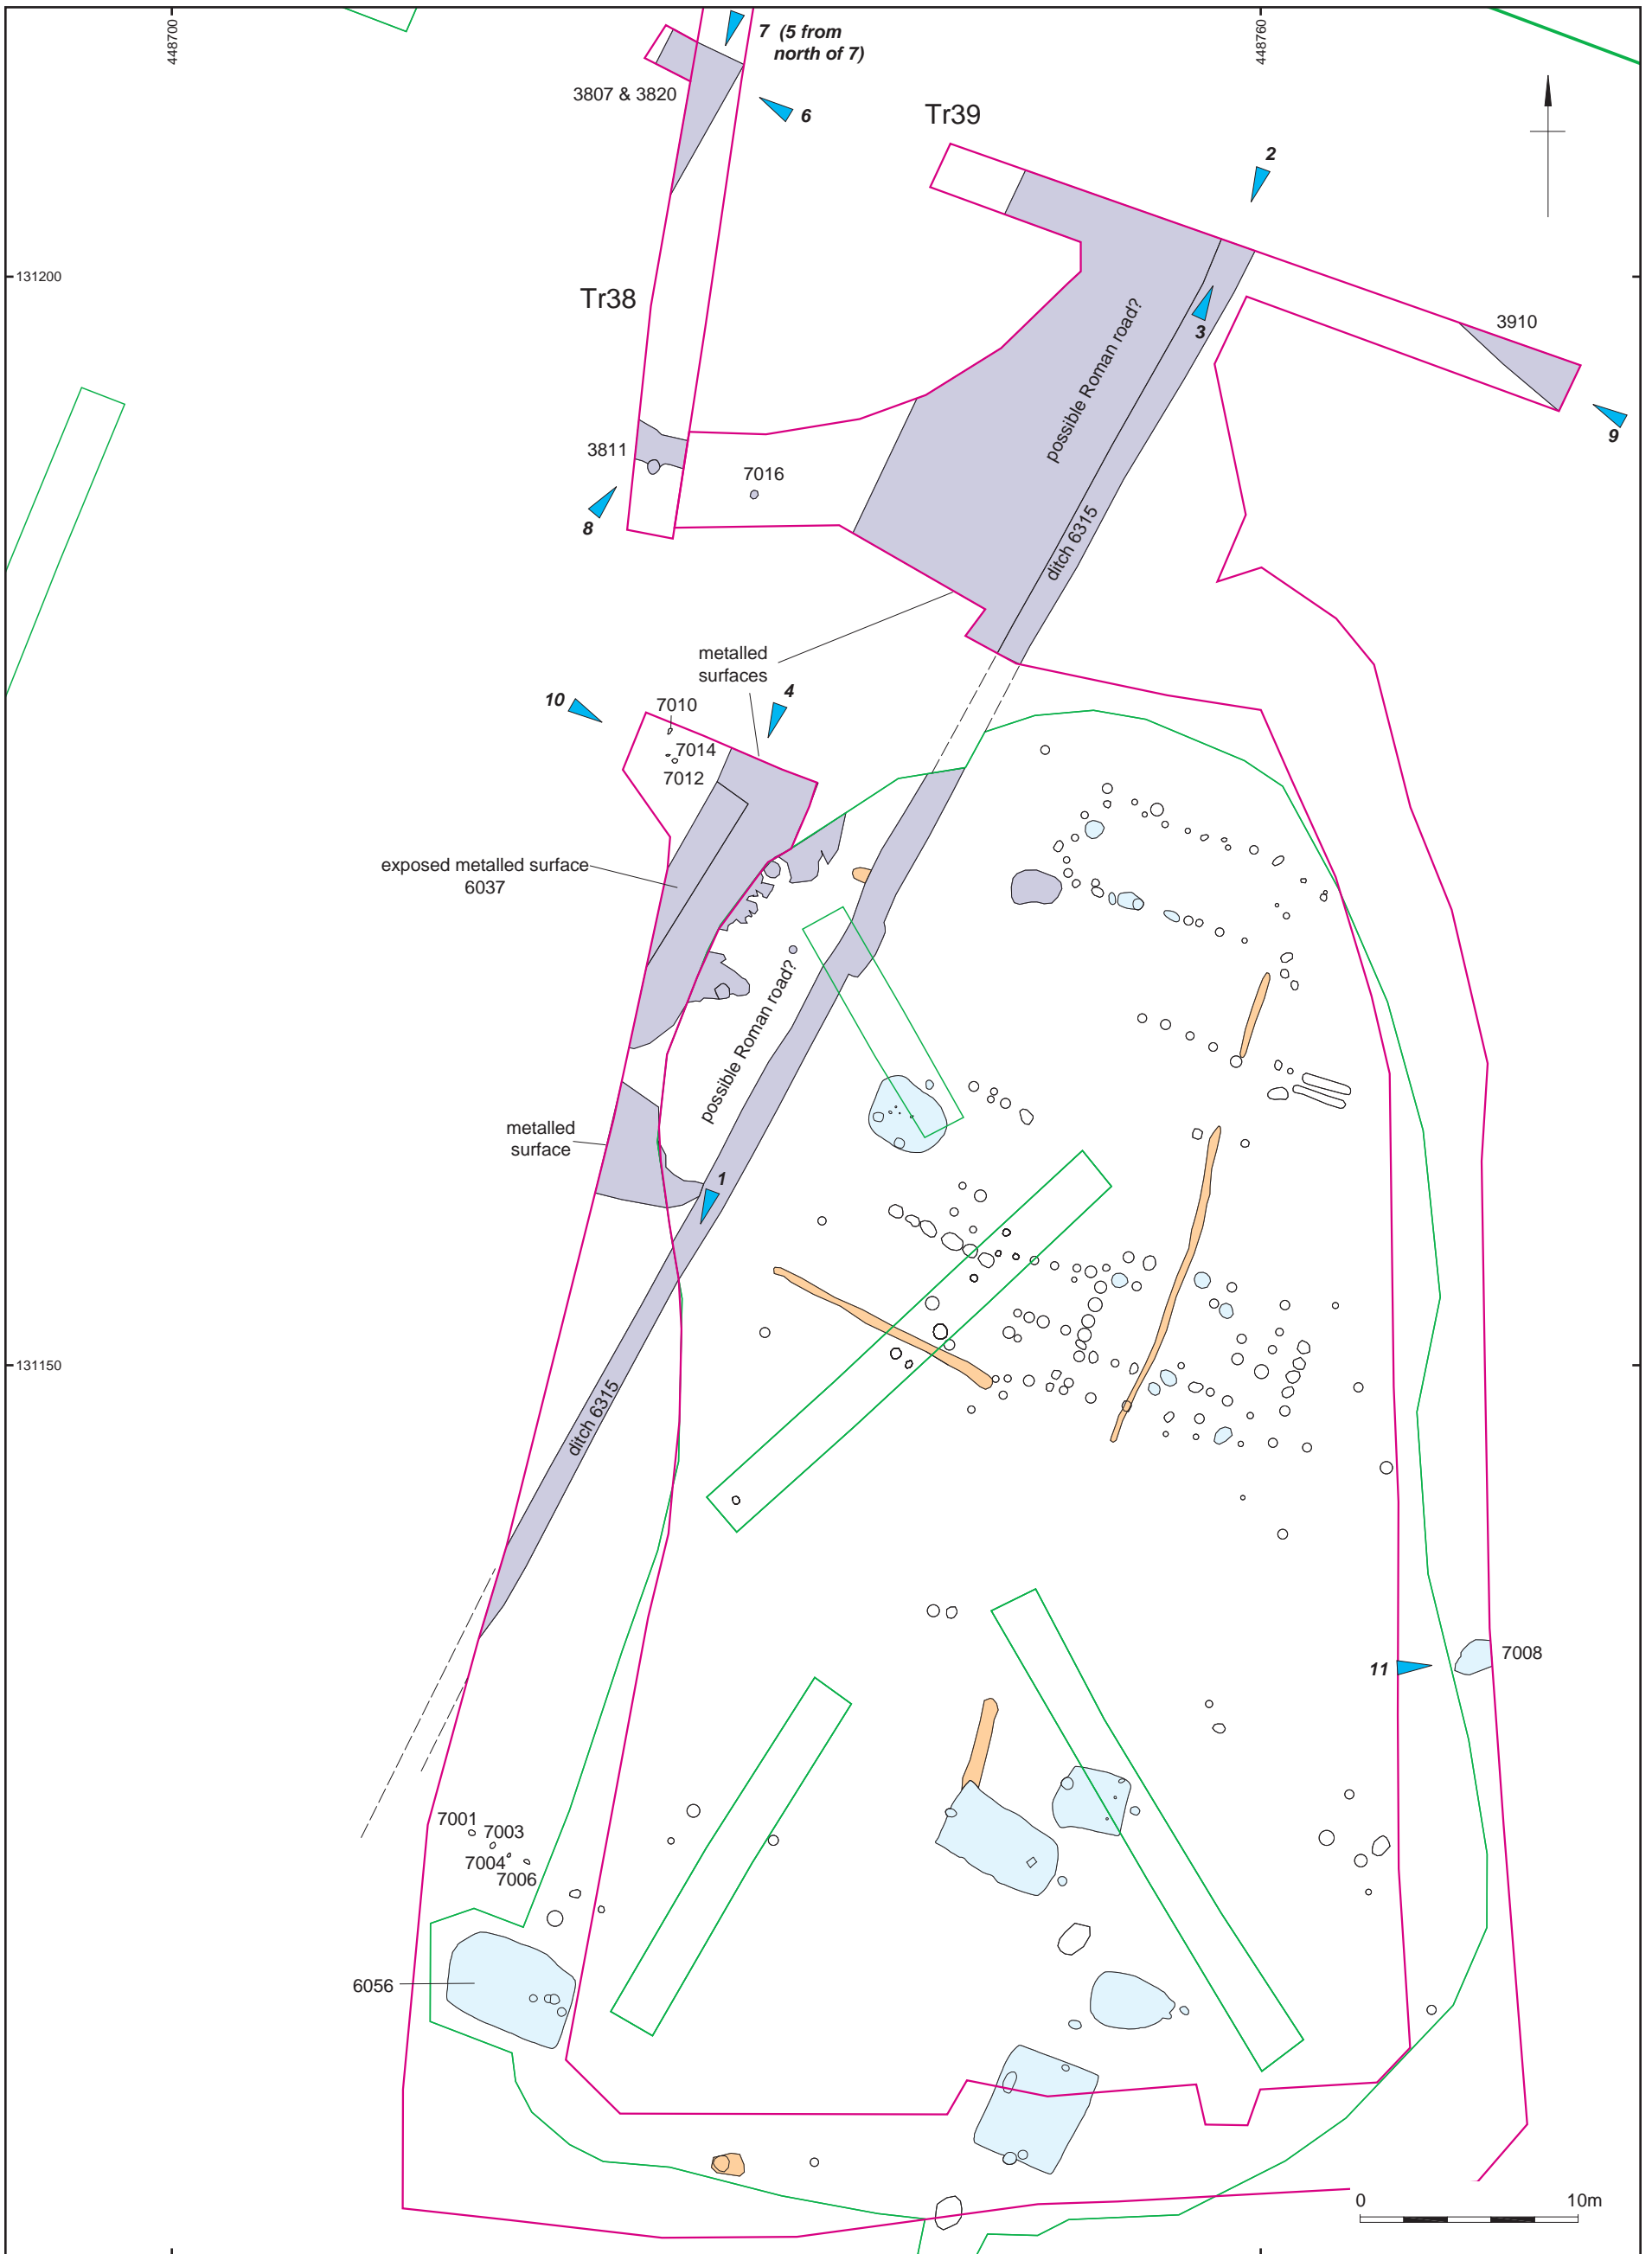 448700
448760
7 (5 from
north of 7)
3807 & 3820
6
Tr39
2
131200
Tr38
3910
3
possible Roman road?
9
3811
7016
8
ditch 6315
metalled
surfaces
10
4
7010
7014
7012
exposed metalled surface
6037
possible Roman road?
metalled
surface
1
131150
ditch 6315
11
7008
7001
7003
7004
7006
6056
0
10m